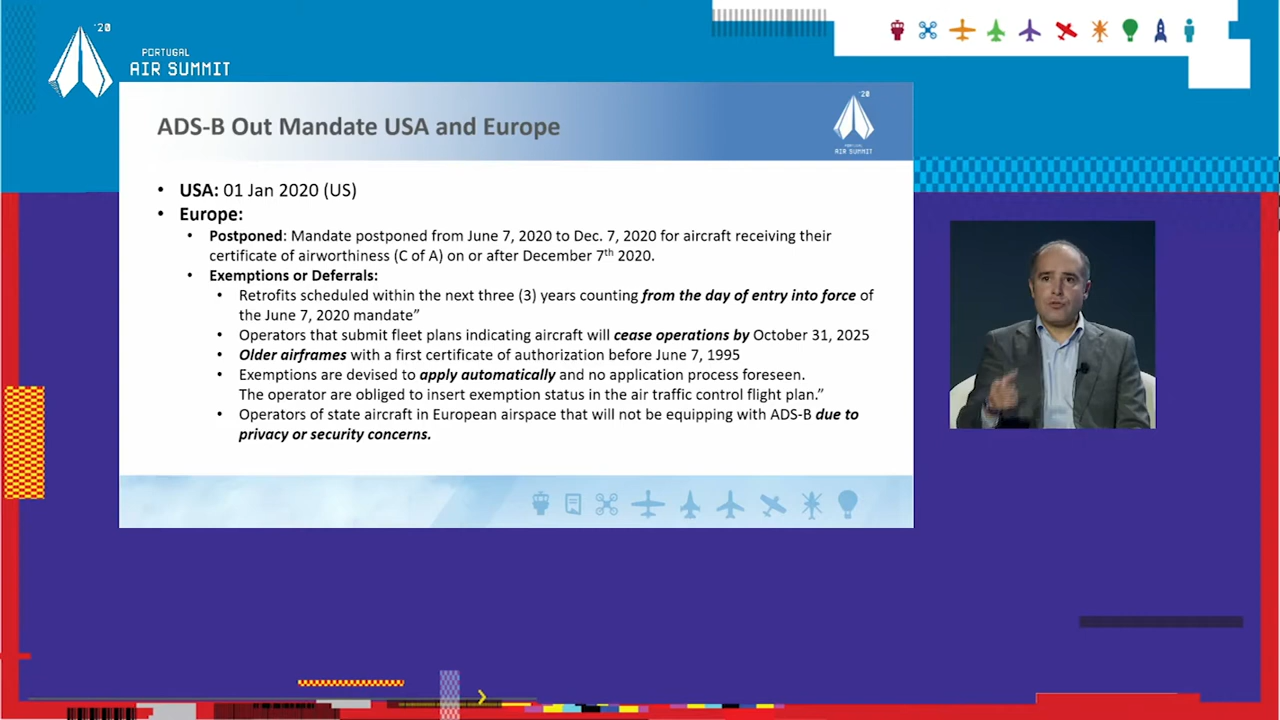 '20
PORTUGAL
AIR SUMMIT
ADS-B Out Mandate USA and Europe
'20
PORTUGAL
AIR SUMMIT
• USA: 01 Jan 2020 (US)
• Europe:
• Postponed: Mandate postponed from June 7, 2020 to Dec. 7, 2020 for aircraft receiving their
certificate of airworthiness (C of A) on or after December 7th 2020.
• Exemptions or Deferrals:
• Retrofits scheduled within the next three (3) years counting from the day of entry into force of
the June 7, 2020 mandate”
• Operators that submit fleet plans indicating aircraft will cease operations by October 31, 2025
• Older airframes with a first certificate of authorization before June 7, 1995
• Exemptions are devised to apply automatically and no application process foreseen.
The operator are obliged to insert exemption status in the air traffic control flight plan.”
• Operators of state aircraft in European airspace that will not be equipping with ADS-B due to
privacy or security concerns.